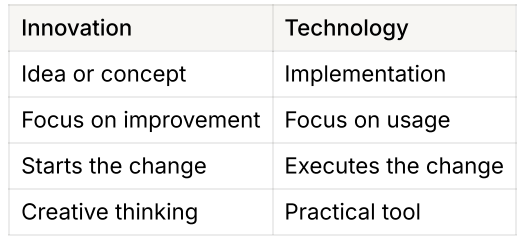 Innovation Technology
Idea or concept Implementation
Focus on improvement Focus on usage
Starts the change Executes the change
Creative thinking Practical tool